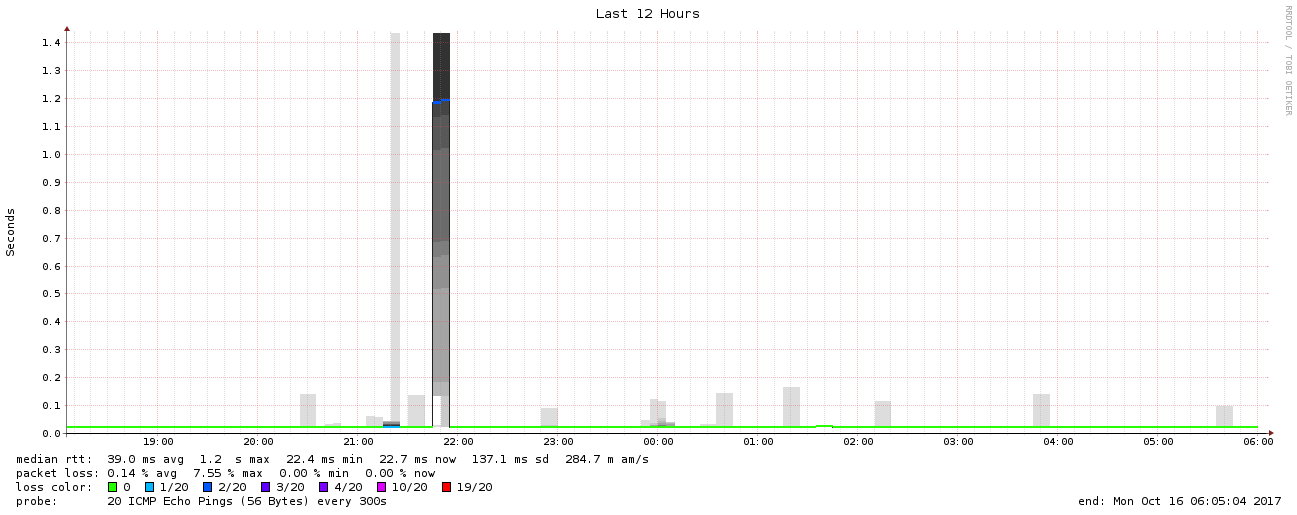 Last 12 Hours
RRDTOOL / TOBI OETIKER
Seconds
1.4
1.3
1.2
1.1
1.0
0.9
0.8
0.7
0.6
0.5
0.4
0.3
0.2
0.1
0.0
19:00 20:00 21:00 22:00 23:00 00:00 01:00 02:00 03:00 04:00 05:00 06:00
median rtt: 39.0 ms avg 1.2 s max 22.4 ms min 22.7 ms now 137.1 ms sd 284.7 m am/s
packet loss: 0.14 % avg 7.55 % max 0.00 % min 0.00 % now
loss color: 0 1/20 2/20 3/20 4/20 10/20 19/20
probe: 20 ICMP Echo Pings (56 Bytes) every 300s end: Mon Oct 16 06:05:04 2017